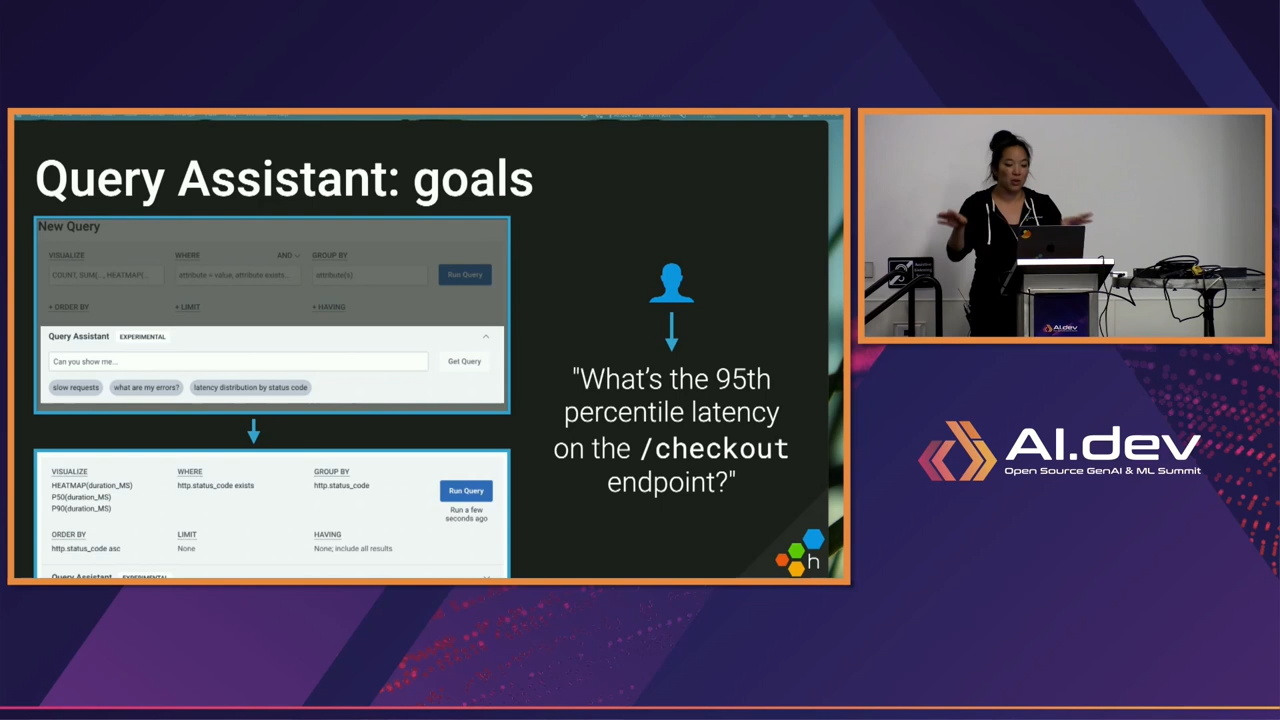 Query Assistant: goals
New Query
VISUALIZE WHERE AND GROUP BY
COUNT, SUM(.., HEATMAP(... attribute = value, attribute exists... attribute(s) Run Query
+ ORDER BY + LIMIT + HAVING
Query Assistant EXPERIMENTAL
Can you show me... Get Query
slow requests what are my errors? latency distribution by status code
VISUALIZE WHERE GROUP BY
HEATMAP(duration_MS) http.status_code exists http.status_code
P50(duration_MS)
P90(duration_MS)
Run Query
Run a few
seconds ago
ORDER BY LIMIT HAVING
http.status_code asc None None; include all results
Query Assistant EXPERIMENTAL
"What's the 95th
percentile latency
on the /checkout
endpoint?"
h
Assistive
Listening
AI.dev
AI.dev
Open Source GenAI & ML Summit